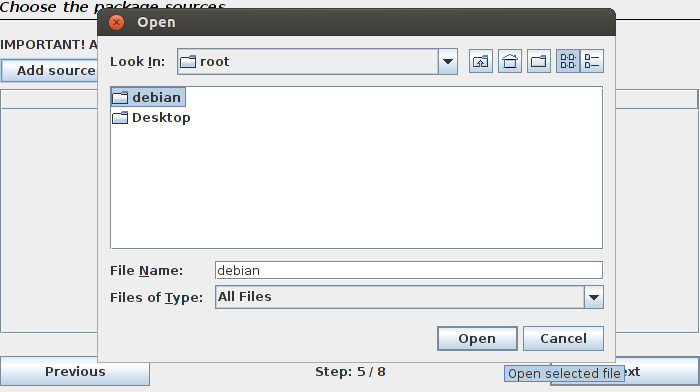 Choose the package sources
Open
IMPORTANT! A
Look In: root
Add source
debian
Desktop
File Name: debian
Files of Type: All Files
Open Cancel
Previous Step: 5 / 8 ext
Open selected file